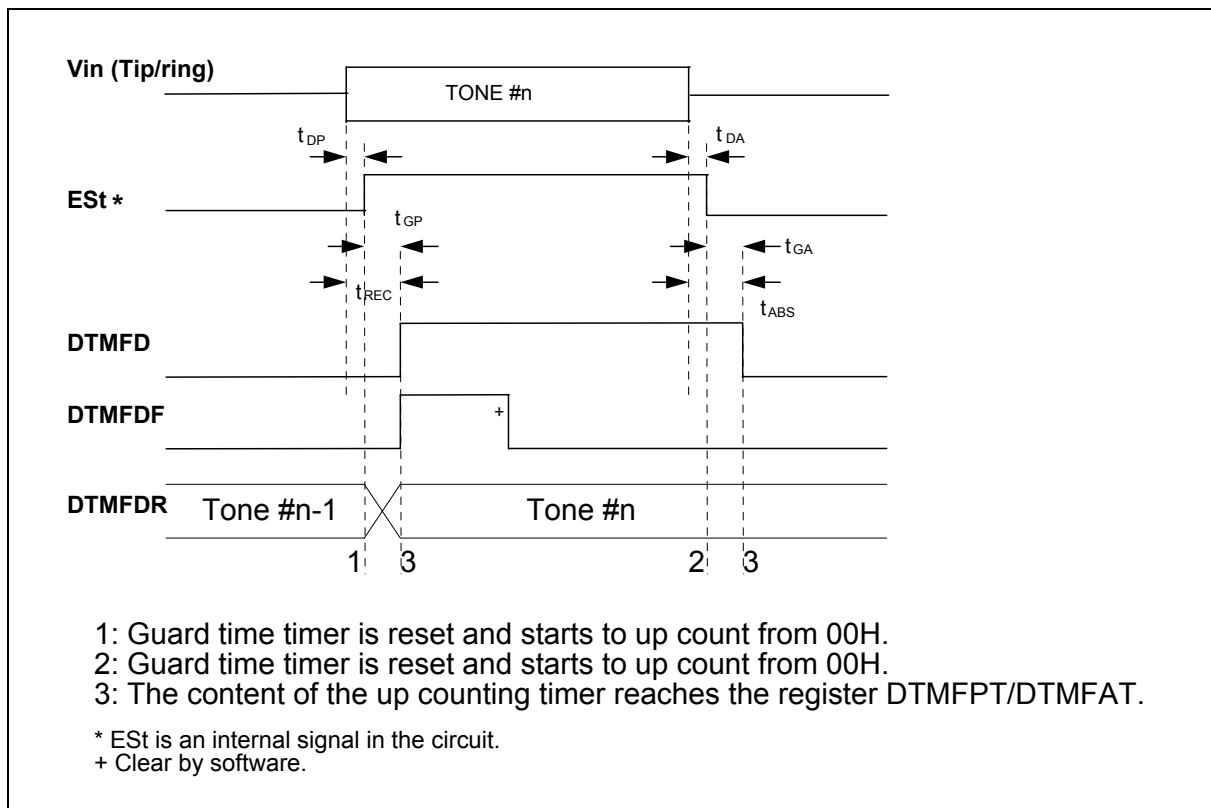 Vin (Tip/ring)
TONE #n
tDP
tDA
ESt *
tGP
tGA
tREC
tABS
DTMFD
DTMFDF
+
DTMFDR
Tone #n-1
Tone #n
1 3 2 3
1: Guard time timer is reset and starts to up count from 00H.
2: Guard time timer is reset and starts to up count from 00H.
3: The content of the up counting timer reaches the register DTMFPT/DTMFAT.
* ESt is an internal signal in the circuit.
+ Clear by software.